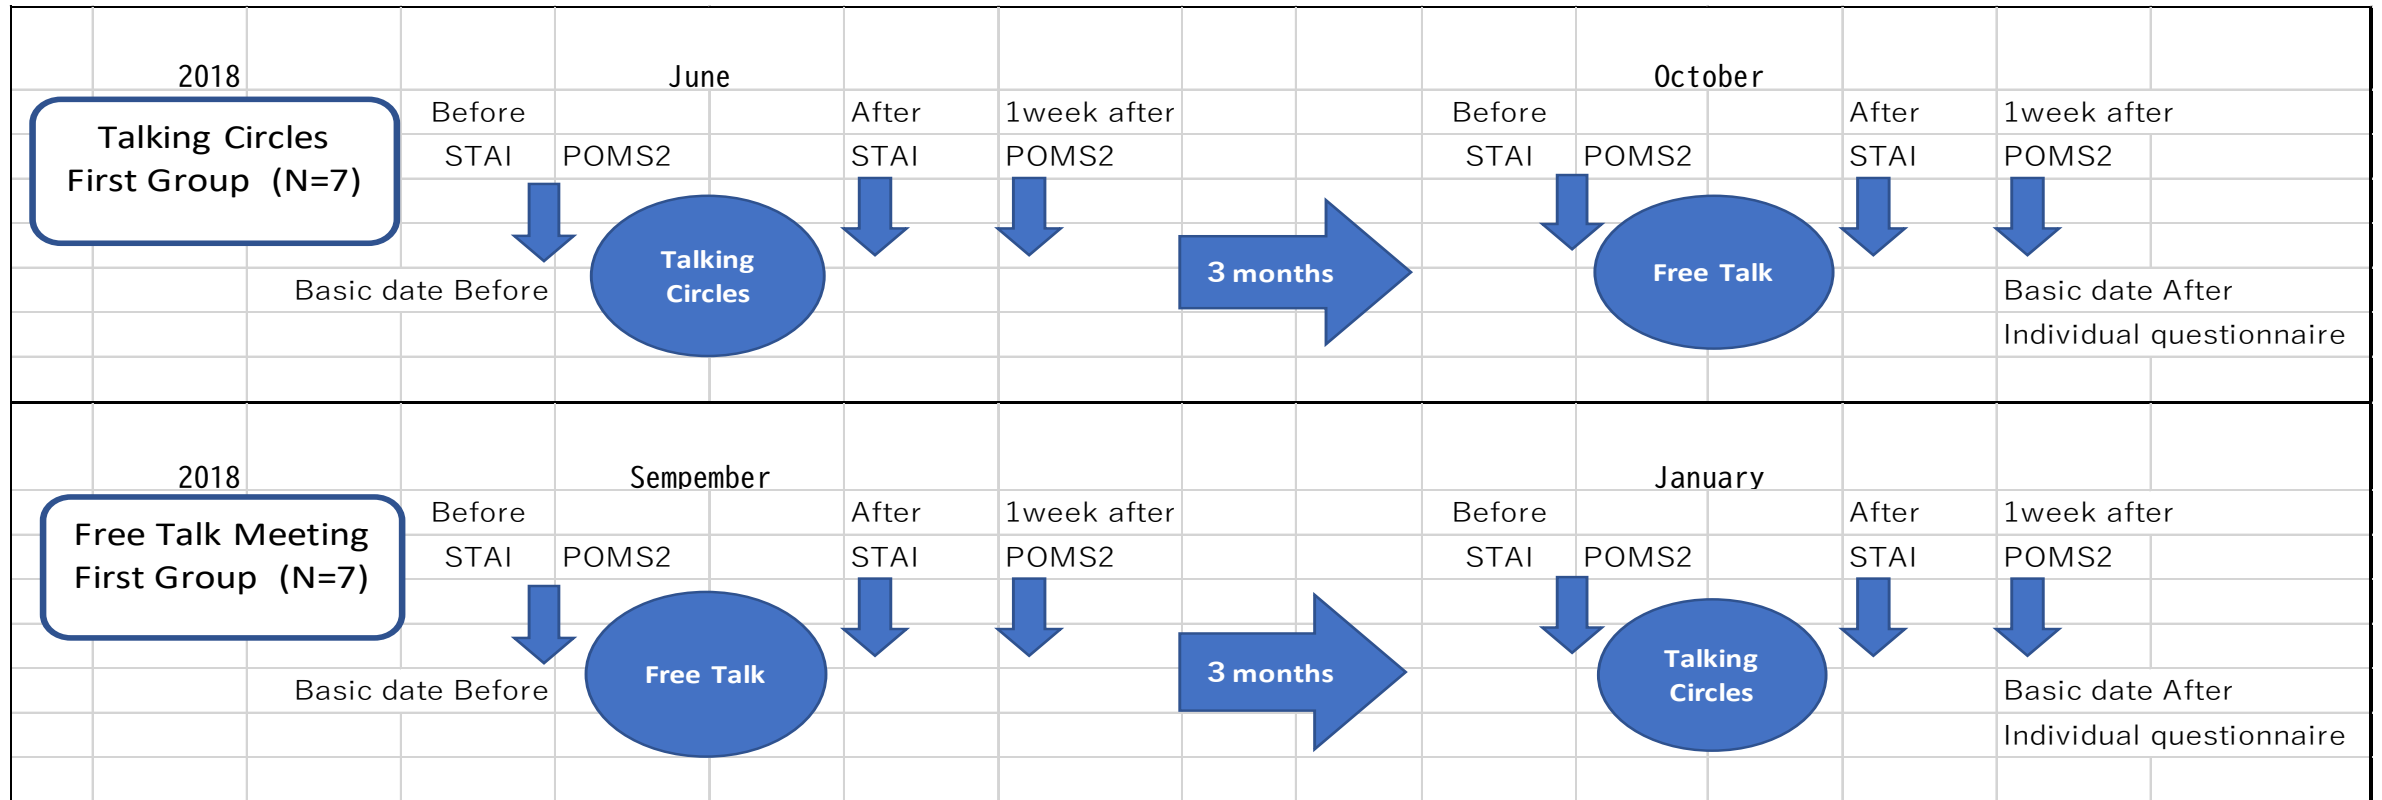 2018 June October
Before After 1week after Before After 1week after
Talking Circles
First Group (N=7)
STAI POMS2 STAI POMS2 STAI POMS2 STAI POMS2
Talking
Circles
3 months
Free Talk
Basic date Before
Basic date After
Individual questionnaire
2018 Sempember January
Before After 1week after Before After 1week after
Free Talk Meeting
First Group (N=7)
STAI POMS2 STAI POMS2 STAI POMS2 STAI POMS2
Free Talk
3 months
Talking
Circles
Basic date Before
Basic date After
Individual questionnaire